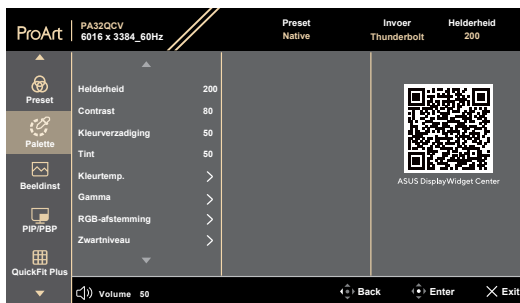 ProArt
PA32QCV
6016 x 3384_60Hz
Preset
Native
Invoer
Thunderbolt
Helderheid
200
Preset
Palette
Beeldinst
PIP/PBP
QuickFit Plus
Helderheid 200
Contrast 80
Kleurverzadiging 50
Tint 50
Kleurtemp.
Gamma
RGB-afstemming
Zwartniveau
ASUS DisplayWidget Center
Volume 50
Back
Enter
Exit